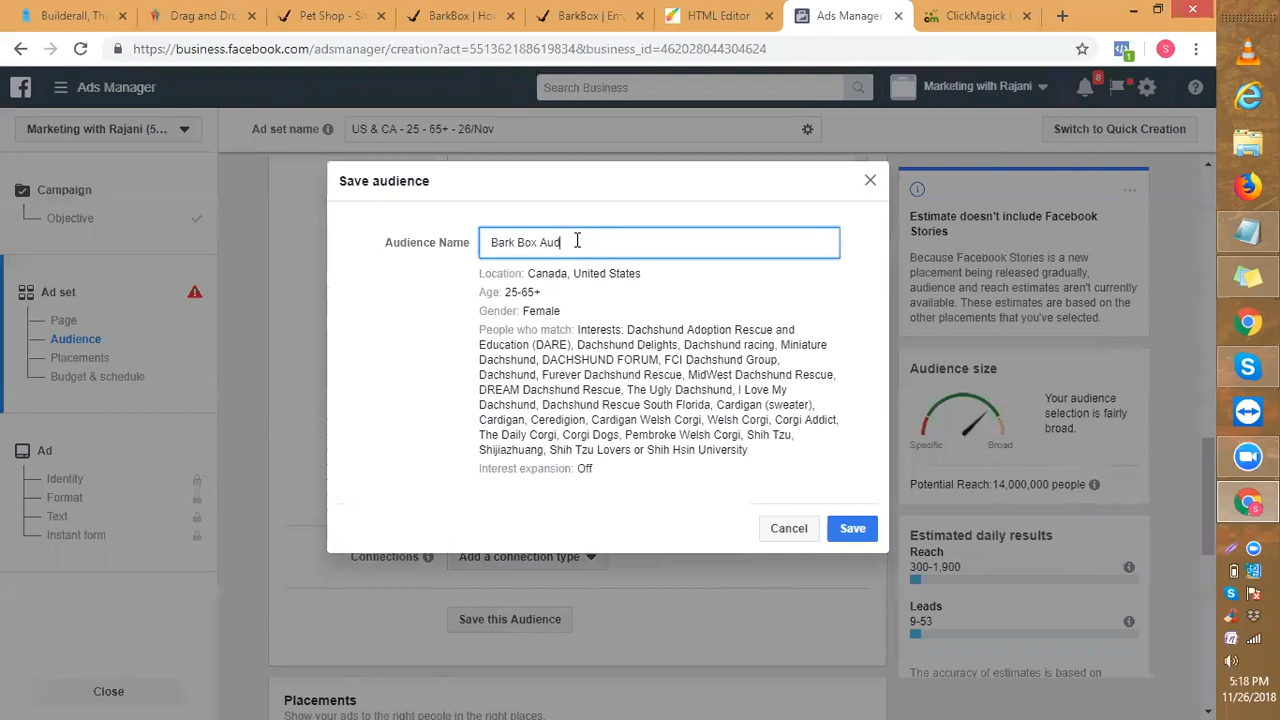 Builderall, Th
Drag and Dro
Pet Shop - Sit
BarkBox | Ho
BarkBox | Em
HTML Editor
Ads Manager
ClickMagick L
https://business.facebook.com/adsmanager/creation?act=551362188619834&business_id=462028044304624
1
S
Ads Manager
Search Business
Marketing with Rajani
8
Marketing with Rajani (5...
Ad set name
US & CA - 25 - 65+ - 26/Nov
Switch to Quick Creation
Campaign
Objective
Ad set
Page
Audience
Placements
Budget & schedule
Ad
Identity
Format
Text
Instant form
Close
Save audience
Audience Name
Bark Box Aud
Location: Canada, United States
Age: 25-65+
Gender: Female
People who match: Interests: Dachshund Adoption Rescue and
Education (DARE), Dachshund Delights, Dachshund racing, Miniature
Dachshund, DACHSHUND FORUM, FCI Dachshund Group,
Dachshund, Furever Dachshund Rescue, MidWest Dachshund Rescue,
DREAM Dachshund Rescue, The Ugly Dachshund, I Love My
Dachshund, Dachshund Rescue South Florida, Cardigan (sweater),
Cardigan, Ceredigion, Cardigan Welsh Corgi, Welsh Corgi, Corgi Addict,
The Daily Corgi, Corgi Dogs, Pembroke Welsh Corgi, Shih Tzu,
Shijiazhuang, Shih Tzu Lovers or Shih Hsin University
Interest expansion: Off
Cancel
Save
Connections
Add a connection type
Save this Audience
Placements
Show your ads to the right people in the right places.
Estimate doesn't include Facebook
Stories
Because Facebook Stories is a new
placement being released gradually,
audience and reach estimates aren't currently
available. These estimates are based on the
other placements that you've selected.
Audience size
Your audience
selection is fairly
broad.
Specific
Broad
Potential Reach: 14,000,000 people
Estimated daily results
Reach
300-1,900
Leads
9-53
The accuracy of estimates is based on
5:18 PM
11/26/2018